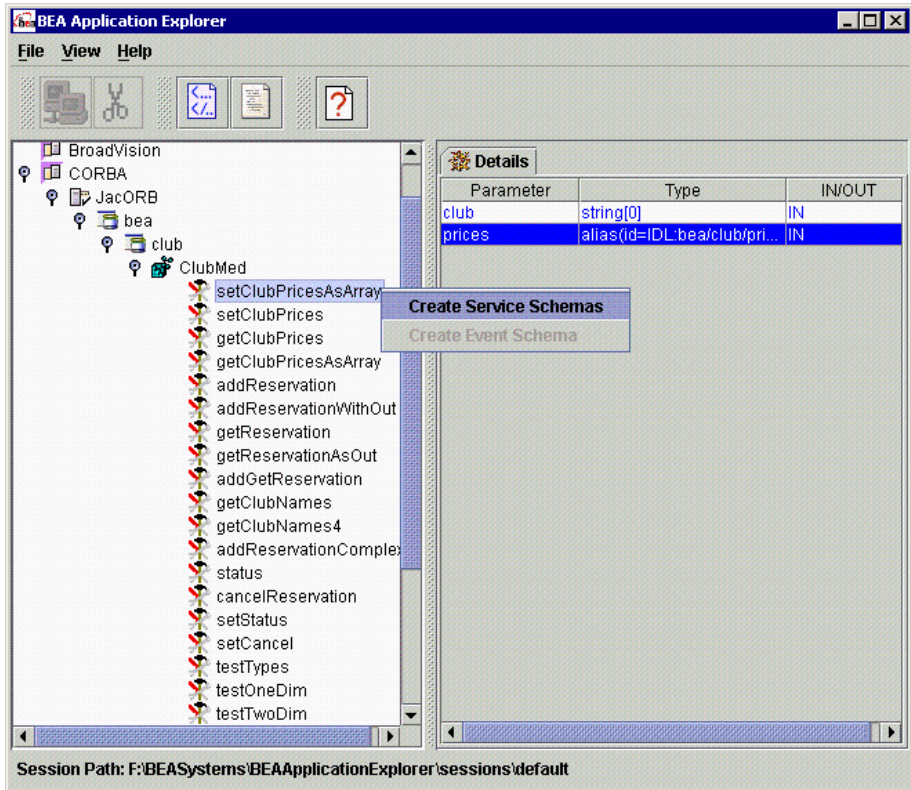 bea BEA Application Explorer
File View Help
BroadVision
CORBA
JacORB
bea
club
ClubMed
setClubPricesAsArray
setClubPrices
getClubPrices
getClubPricesAsArray
addReservation
addReservationWithOut
getReservation
getReservationAsOut
addGetReservation
getClubNames
getClubNames4
addReservationComplex
status
cancelReservation
setStatus
setCancel
testTypes
testOneDim
testTwoDim
Create Service Schemas
Create Event Schema
Details
Parameter Type IN/OUT
club string[0] IN
prices alias(id=IDL:bea/club/pri... IN
Session Path: F:\BEASystems\BEAApplicationExplorer\sessions\default